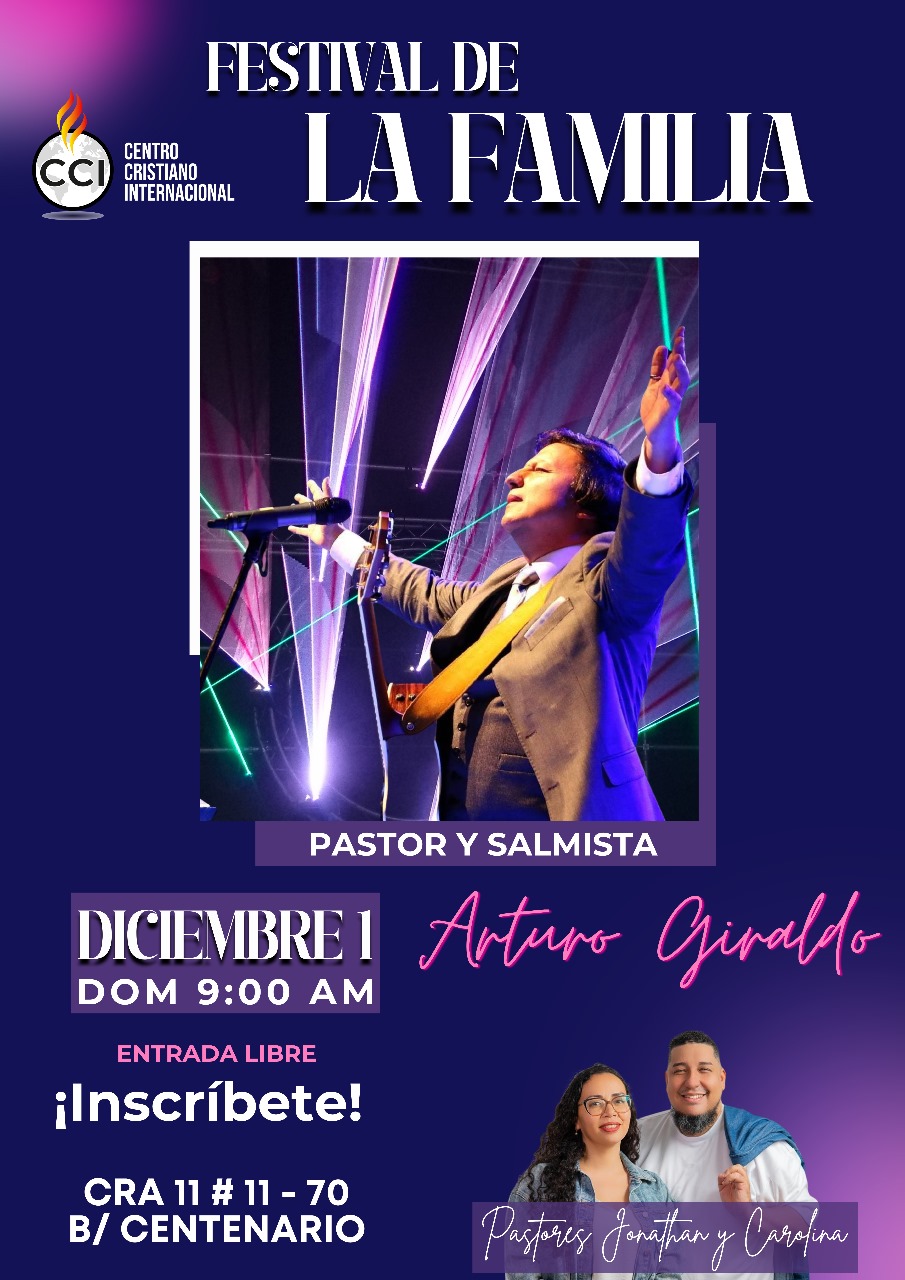 FESTIVAL DE
LA FAMILIA
CCI
CENTRO
CRISTIANO
INTERNACIONAL
PASTOR Y SALMISTA
Arturo Giraldo
DICIEMBRE 1
DOM 9:00 AM
ENTRADA LIBRE
¡Inscríbete!
CRA 11 # 11 - 70
B/ CENTENARIO
Pastores Jonathan y Carolina